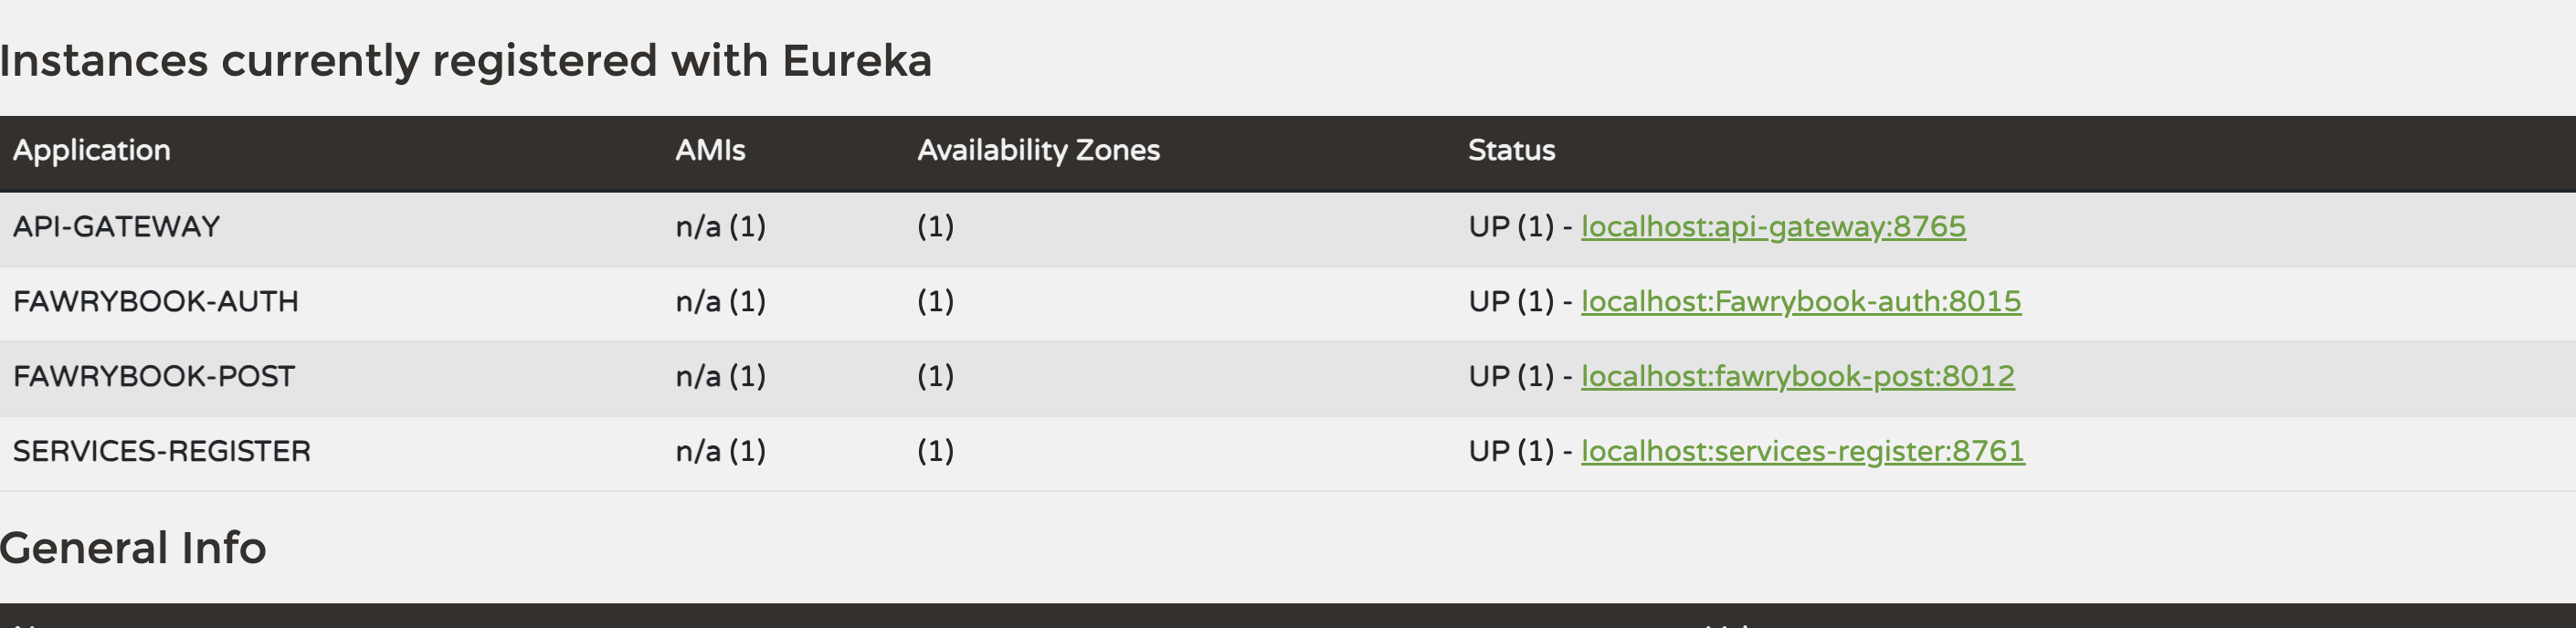 Instances currently registered with Eureka
Application AMIs Availability Zones Status
API-GATEWAY n/a (1) (1) UP (1) - localhost:api-gateway:8765
FAWRYBOOK-AUTH n/a (1) (1) UP (1) - localhost:Fawrybook-auth:8015
FAWRYBOOK-POST n/a (1) (1) UP (1) - localhost:fawrybook-post:8012
SERVICES-REGISTER n/a (1) (1) UP (1) - localhost:services-register:8761
General Info